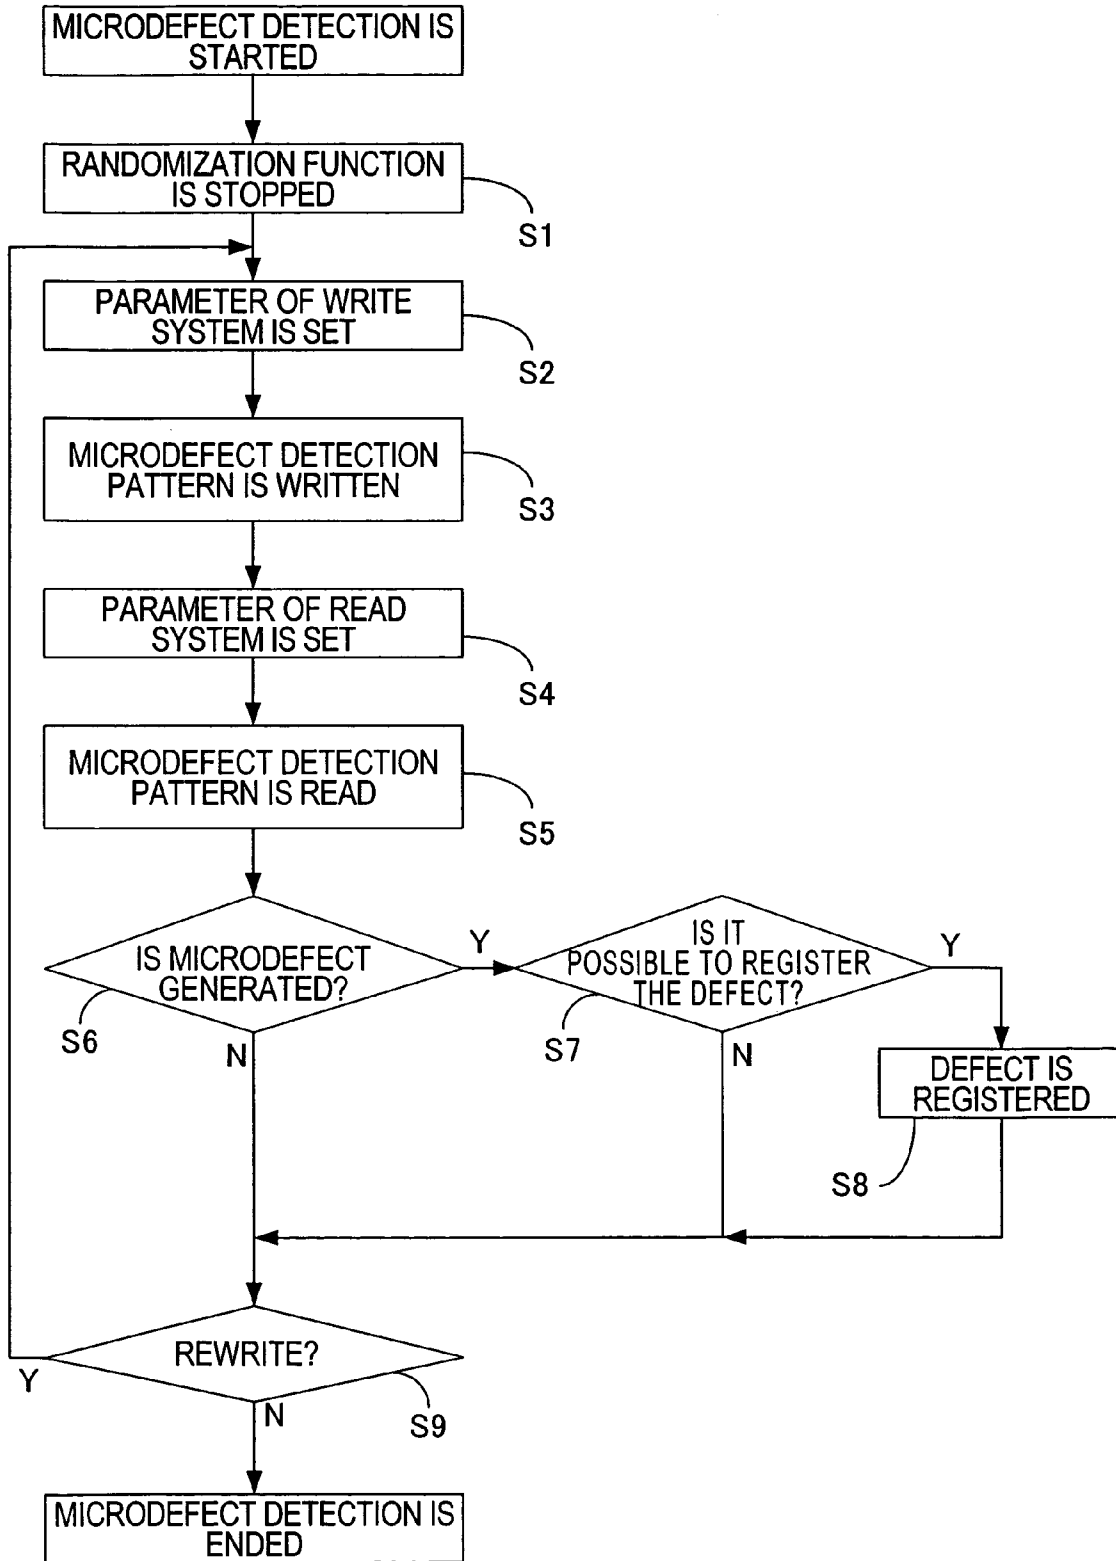 MICRODEFECT DETECTION IS
STARTED
RANDOMIZATION FUNCTION
IS STOPPED
S1
PARAMETER OF WRITE
SYSTEM IS SET
S2
MICRODEFECT DETECTION
PATTERN IS WRITTEN
S3
PARAMETER OF READ
SYSTEM IS SET
S4
MICRODEFECT DETECTION
PATTERN IS READ
S5
IS MICRODEFECT
GENERATED?
S6
Y
N
IS IT
POSSIBLE TO REGISTER
THE DEFECT?
S7
Y
N
DEFECT IS
REGISTERED
S8
REWRITE?
Y
N
S9
MICRODEFECT DETECTION IS
ENDED